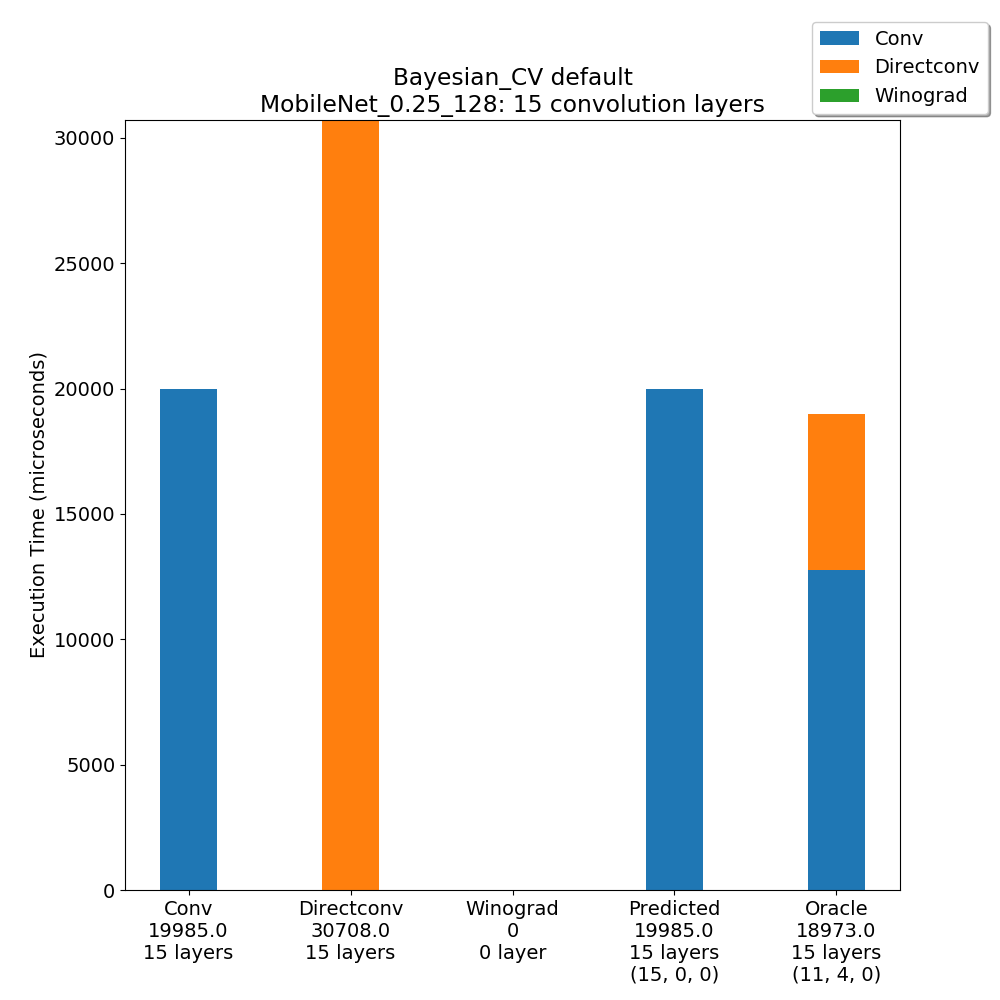 Conv
Directconv
Winograd
Bayesian_CV default
MobileNet_0.25_128: 15 convolution layers
Execution Time (microseconds)
30000
25000
20000
15000
10000
5000
0
Conv
19985.0
15 layers
Directconv
30708.0
15 layers
Winograd
0
0 layer
Predicted
19985.0
15 layers
(15, 0, 0)
Oracle
18973.0
15 layers
(11, 4, 0)